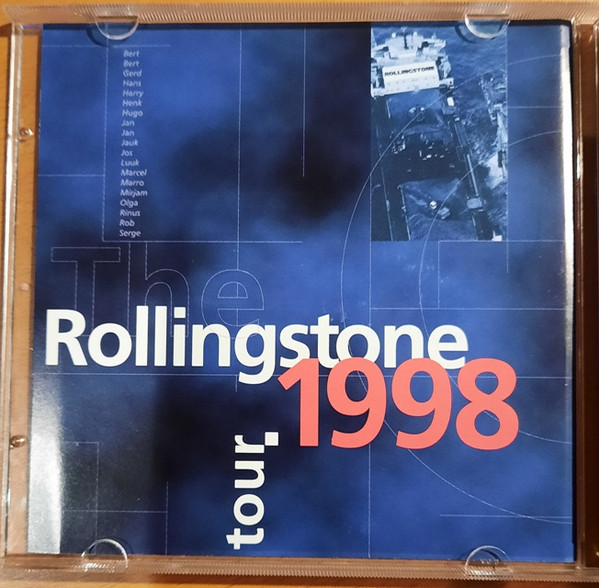 Bert
Bert
Gerd
Hans
Harry
Henk
Hugo
Jan
Jan
Jauk
Jos
Luuk
Marcel
Marro
Mirjam
Olga
Rinus
Rob
Serge
ROLLINGSTONE
The
Rollingstone
1998
tour.